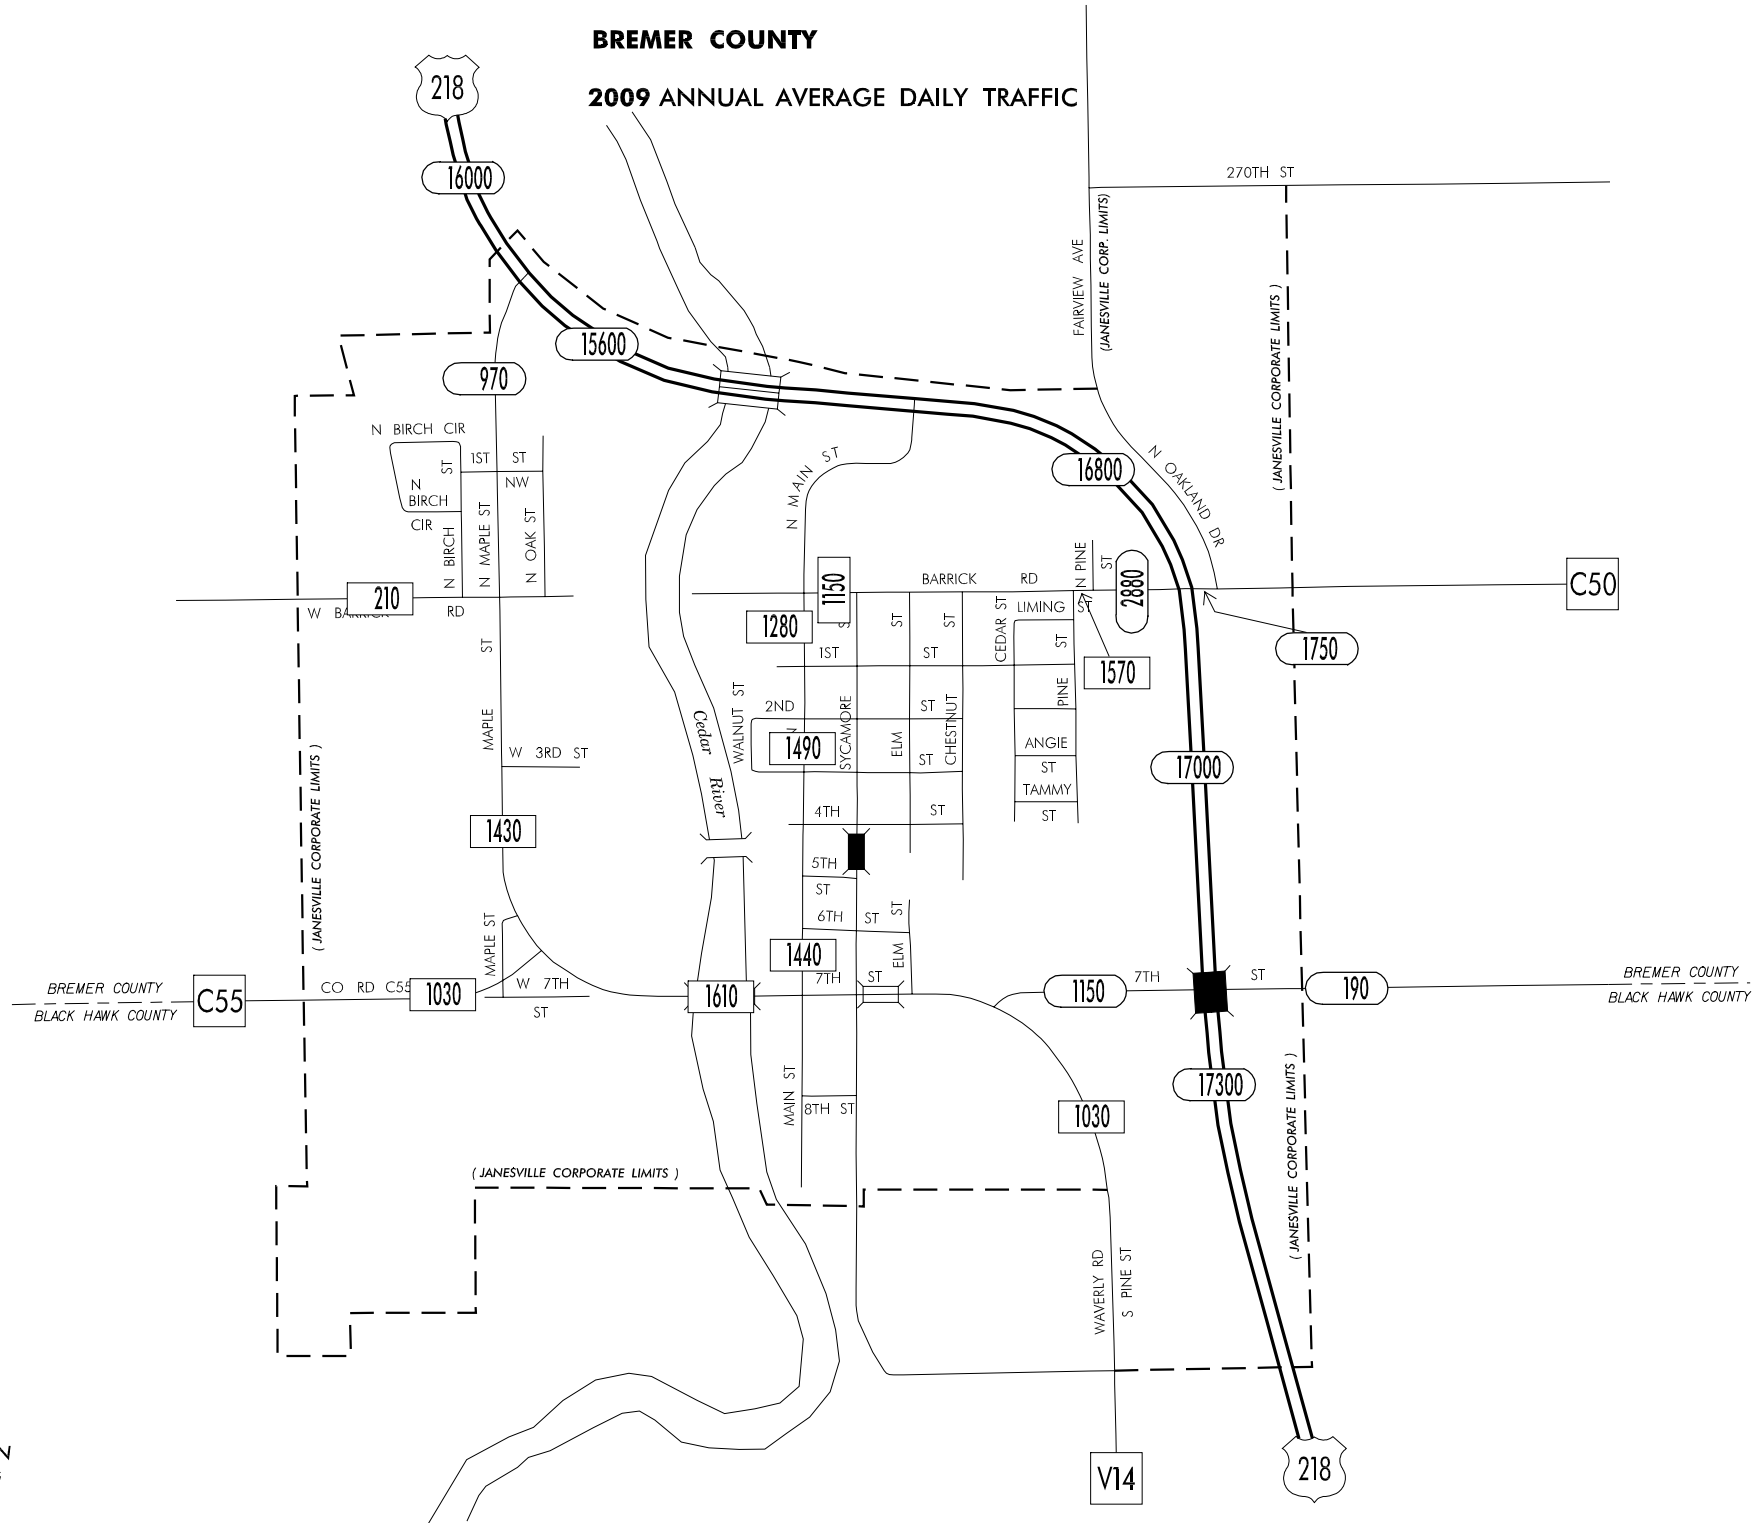 BREMER COUNTY
2009 ANNUAL AVERAGE DAILY TRAFFIC
218
16000
270TH ST
FAIRVIEW AVE
(JANESVILLE CORP. LIMITS)
( JANESVILLE CORPORATE LIMITS )
15600
970
N BIRCH CIR
1ST ST
NW
N
BIRCH
CIR
N BIRCH ST
N MAPLE ST
N OAK ST
N MAIN ST
16800
N OAKLAND DR
N PINE ST
BARRICK RD
1150
2880
C50
210
W BARRICK RD
1280
LIMING ST
CEDAR ST
1750
1570
MAPLE ST
1ST ST
PINE ST
2ND ST
WALNUT ST
SYCAMORE ST
ELM ST
CHESTNUT ST
Cedar River
N
1490
ST
ANGIE
ST
TAMMY
ST
W 3RD ST
17000
( JANESVILLE CORPORATE LIMITS )
1430
4TH ST
5TH
ST
6TH ST
ELM ST
1440
7TH ST
MAPLE ST
W 7TH
ST
BREMER COUNTY
BLACK HAWK COUNTY
C55
CO RD C55
1030
1610
1150
7TH ST
190
BREMER COUNTY
BLACK HAWK COUNTY
17300
MAIN ST
8TH ST
1030
( JANESVILLE CORPORATE LIMITS )
( JANESVILLE CORPORATE LIMITS )
WAVERLY RD
S PINE ST
V14
218